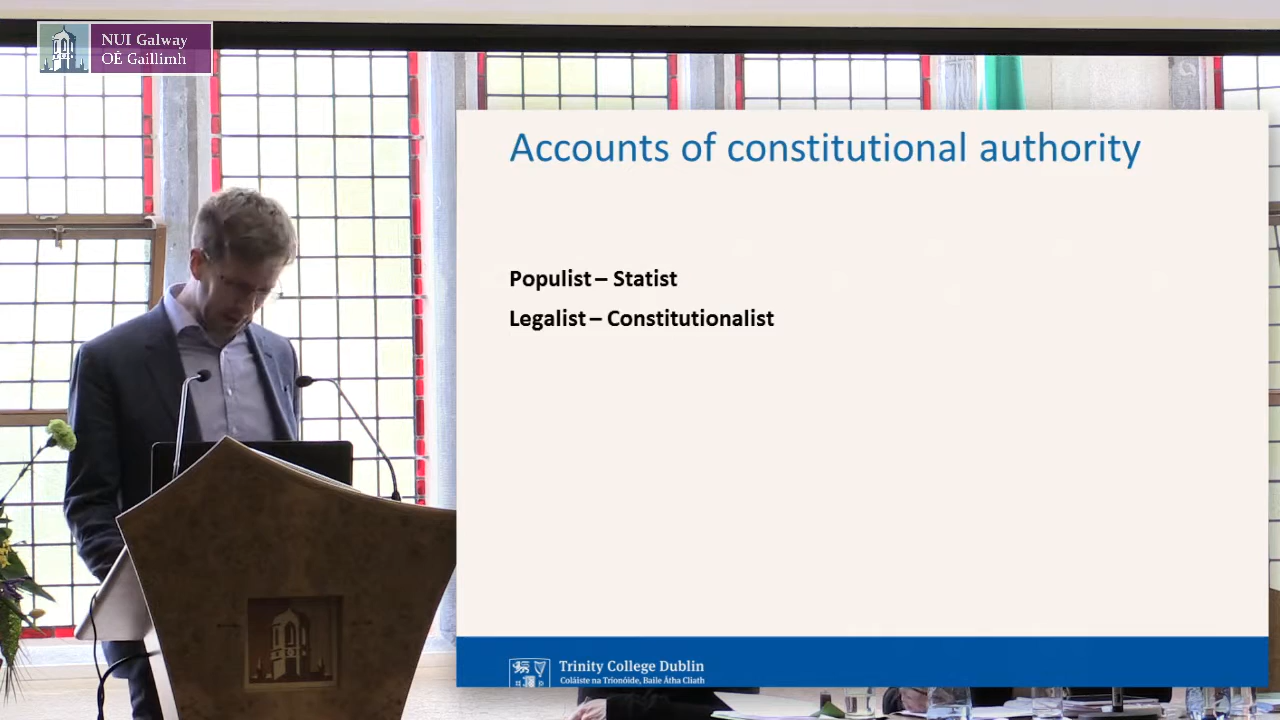 NUI Galway
OÉ Gaillimh
Accounts of constitutional authority
Populist – Statist
Legalist – Constitutionalist
Trinity College Dublin
Coláiste na Tríonóide, Baile Átha Cliath